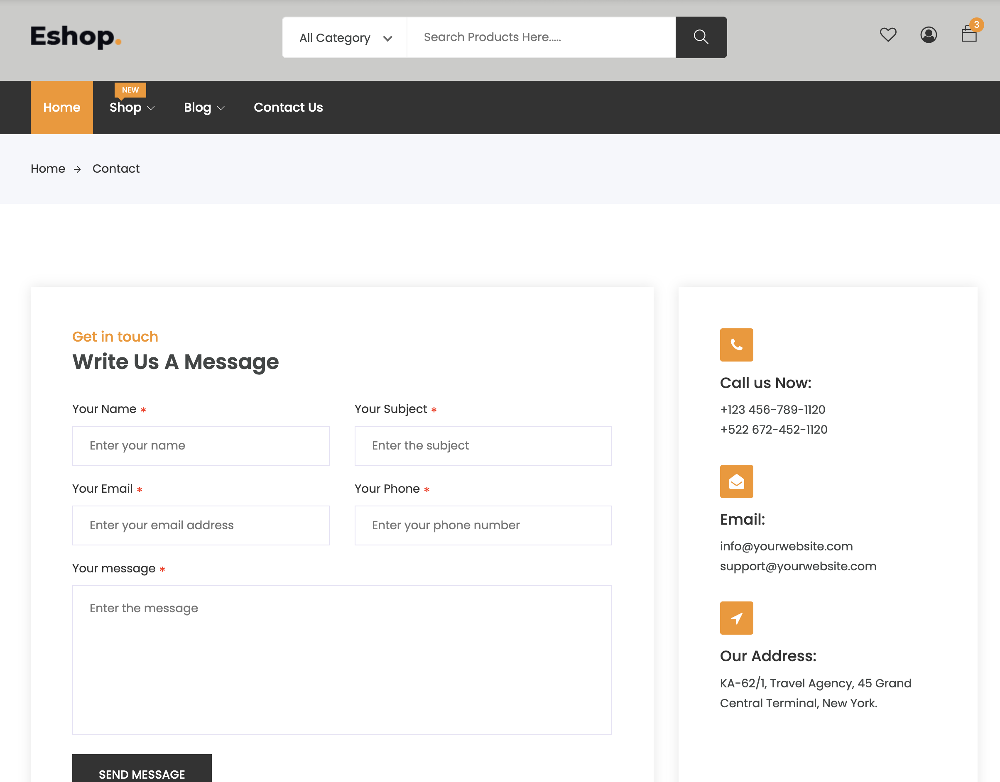 Eshop.
All Category
Search Products Here.....
3
NEW
Home
Shop
Blog
Contact Us
Home → Contact
Get in touch
Write Us A Message
Your Name *
Enter your name
Your Subject *
Enter the subject
Your Email *
Enter your email address
Your Phone *
Enter your phone number
Your message *
Enter the message
SEND MESSAGE
Call us Now:
+123 456-789-1120
+522 672-452-1120
Email:
info@yourwebsite.com
support@yourwebsite.com
Our Address:
KA-62/1, Travel Agency, 45 Grand
Central Terminal, New York.